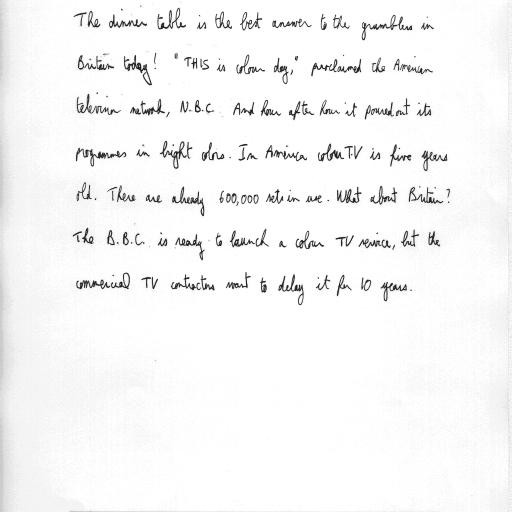 The dinner table is the best answer to the grumblers in
Britain today! "THIS is colour day," proclaimed the American
television network, N.B.C. And hour after hour it poured out its
programmes in bright colors. In America colour TV is five years
old. There are already 600,000 sets in use. What about Britain?
The B.B.C. is ready to launch a colour TV service, but the
commercial TV contractors want to delay it for 10 years.